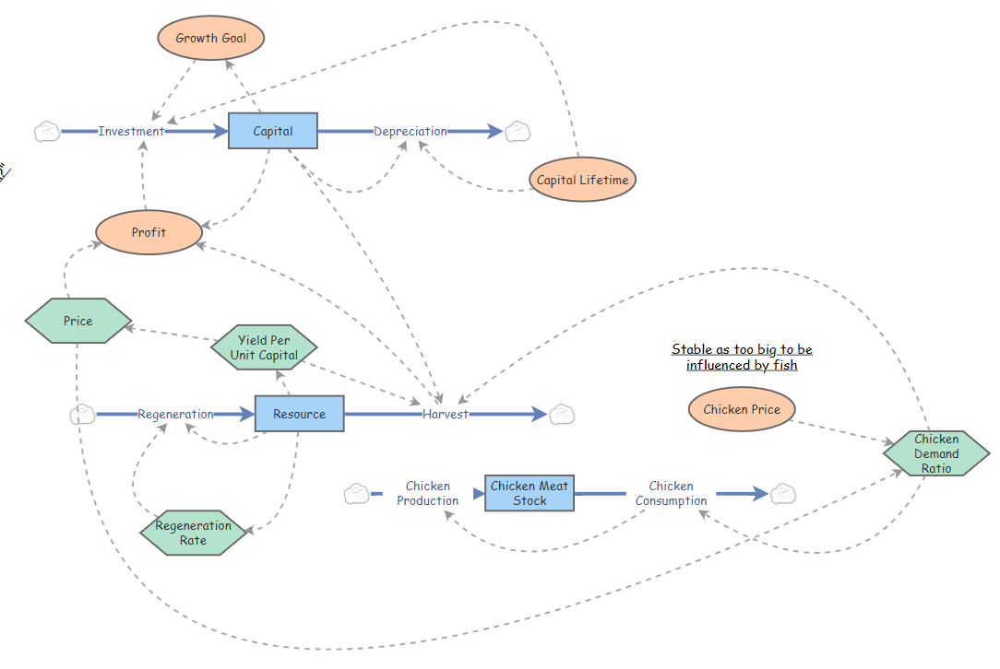 Growth Goal
Investment
Capital
Depreciation
Capital Lifetime
Profit
Price
Yield Per
Unit Capital
Stable as too big to be
influenced by fish
Chicken Price
Regeneration
Resource
Harvest
Chicken
Demand
Ratio
Chicken
Production
Chicken Meat
Stock
Chicken
Consumption
Regeneration
Rate